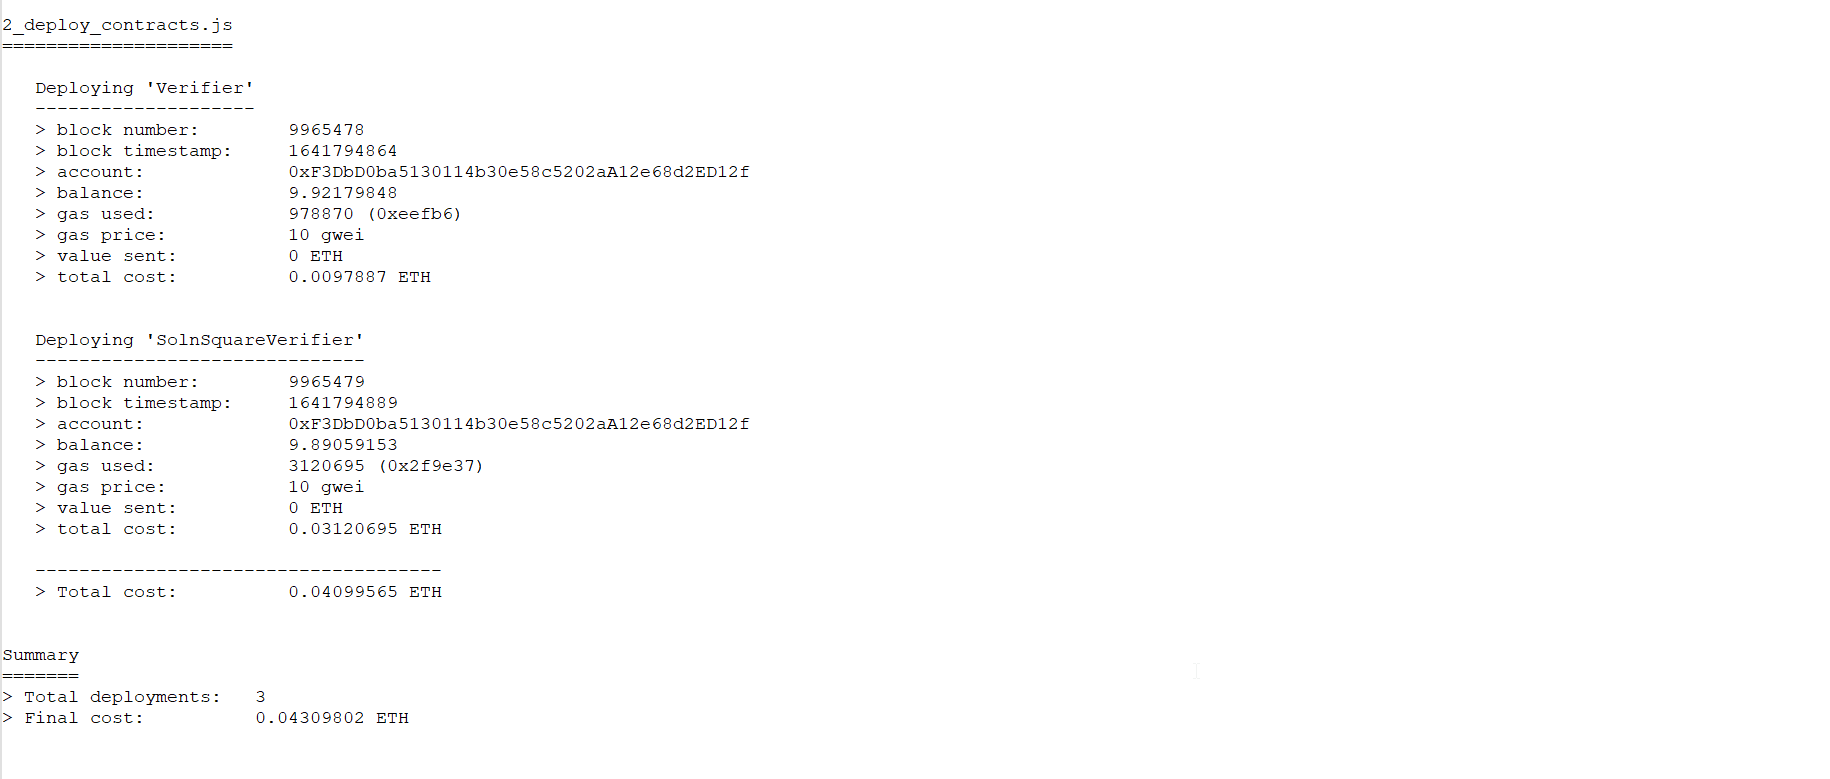 2_deploy_contracts.js
=====================
Deploying 'Verifier'
--------------------
> block number: 9965478
> block timestamp: 1641794864
> account: 0xF3DbD0ba5130114b30e58c5202aA12e68d2ED12f
> balance: 9.92179848
> gas used: 978870 (0xeefb6)
> gas price: 10 gwei
> value sent: 0 ETH
> total cost: 0.0097887 ETH
Deploying 'SolnSquareVerifier'
------------------------------
> block number: 9965479
> block timestamp: 1641794889
> account: 0xF3DbD0ba5130114b30e58c5202aA12e68d2ED12f
> balance: 9.89059153
> gas used: 3120695 (0x2f9e37)
> gas price: 10 gwei
> value sent: 0 ETH
> total cost: 0.03120695 ETH
-------------------------------------
> Total cost: 0.04099565 ETH
Summary
=======
> Total deployments: 3
> Final cost: 0.04309802 ETH